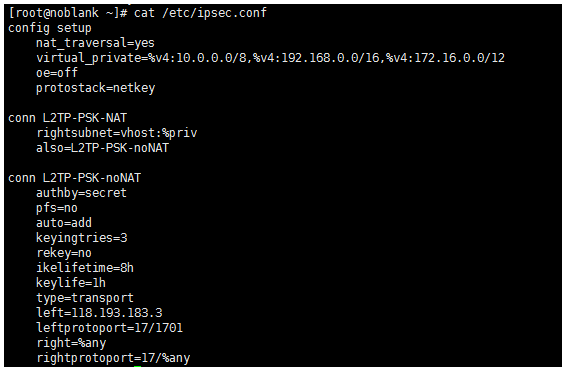 [root@noblank ~]# cat /etc/ipsec.conf
config setup
    nat_traversal=yes
    virtual_private=%v4:10.0.0.0/8,%v4:192.168.0.0/16,%v4:172.16.0.0/12
    oe=off
    protostack=netkey

conn L2TP-PSK-NAT
    rightsubnet=vhost:%priv
    also=L2TP-PSK-noNAT

conn L2TP-PSK-noNAT
    authby=secret
    pfs=no
    auto=add
    keyingtries=3
    rekey=no
    ikelifetime=8h
    keylife=1h
    type=transport
    left=118.193.183.3
    leftprotoport=17/1701
    right=%any
    rightprotoport=17/%any